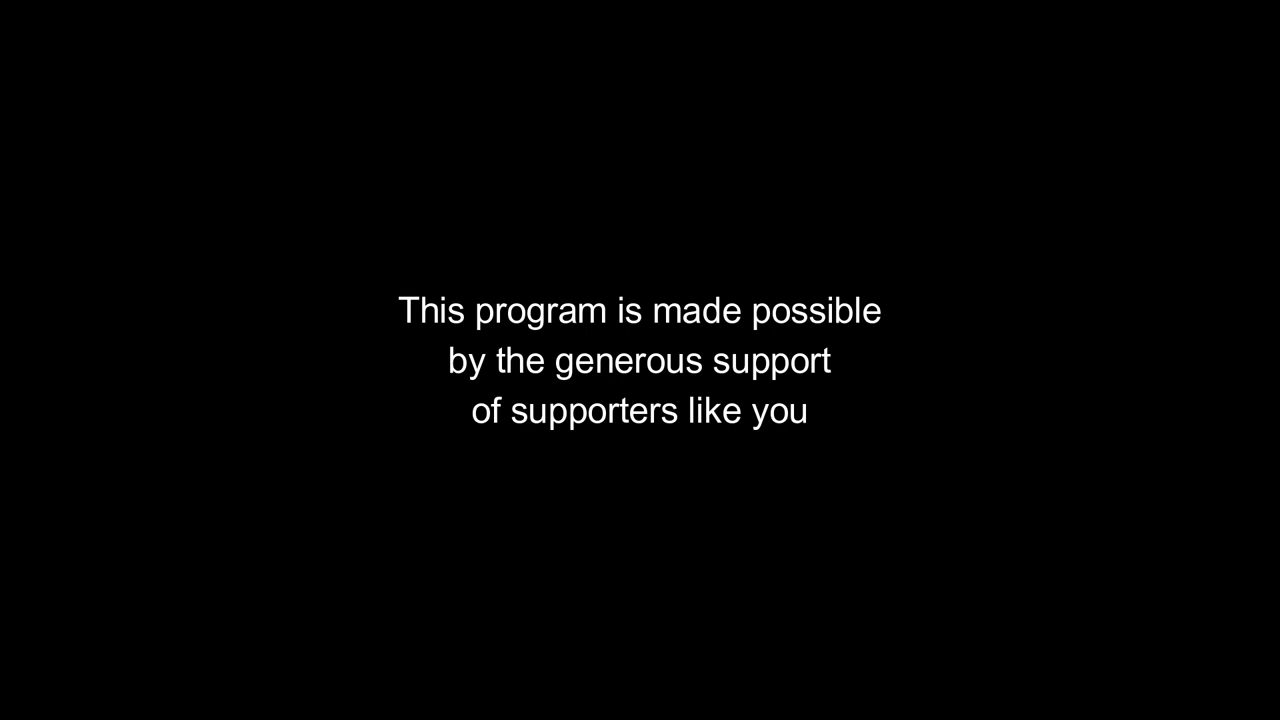 This program is made possible
by the generous support
of supporters like you